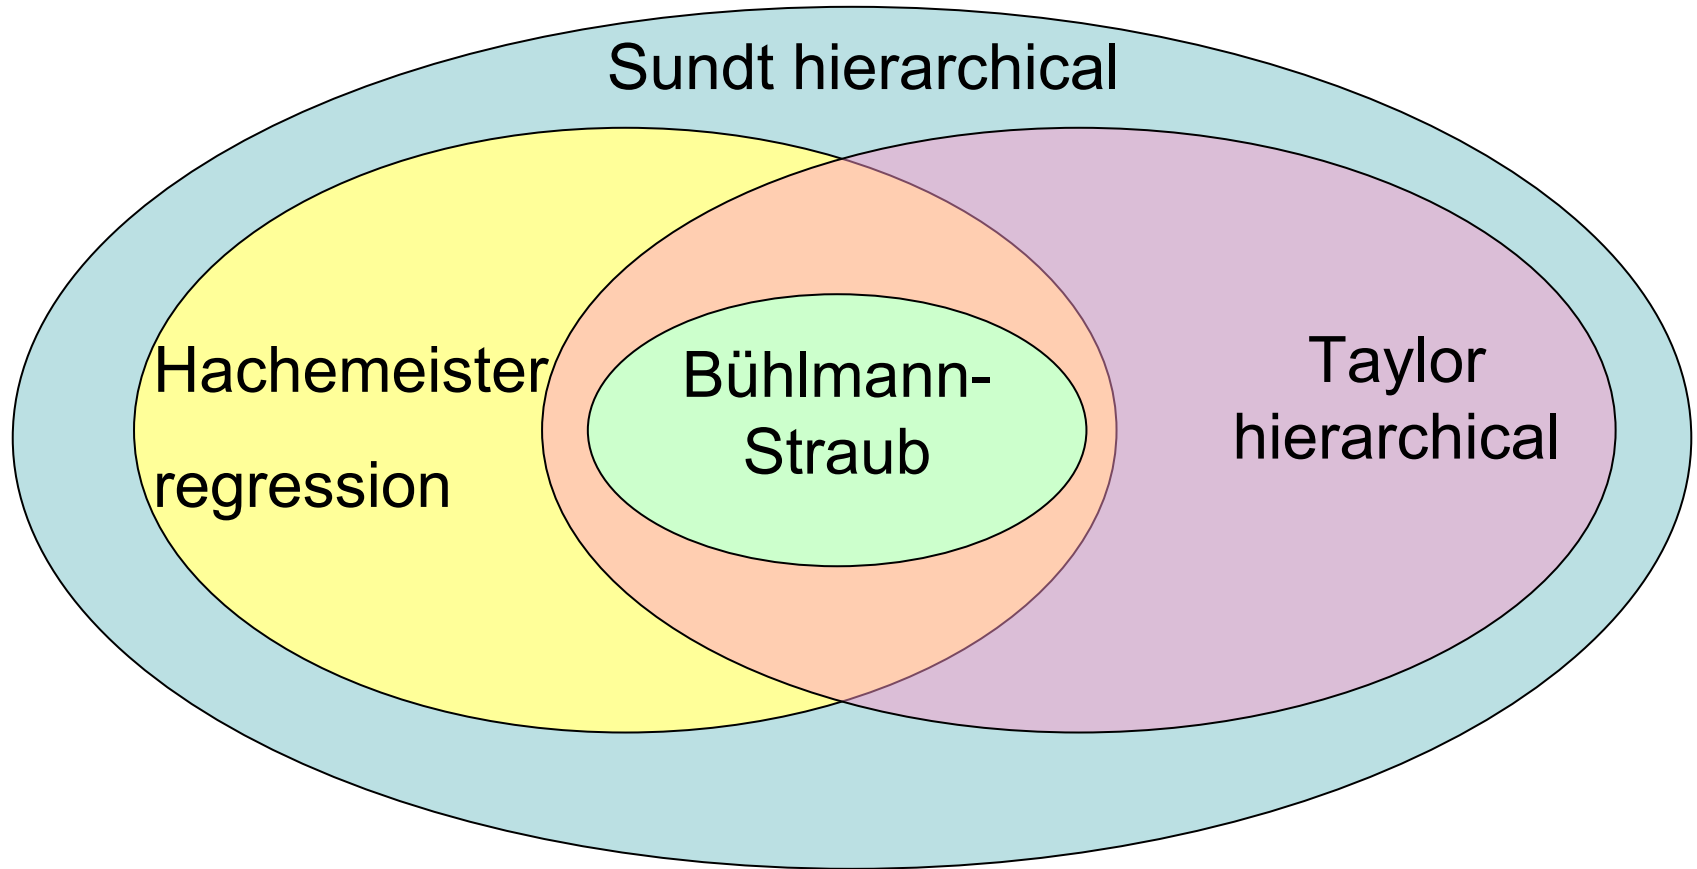 Sundt hierarchical
Hachemeister
regression
Bühlmann-
Straub
Taylor
hierarchical